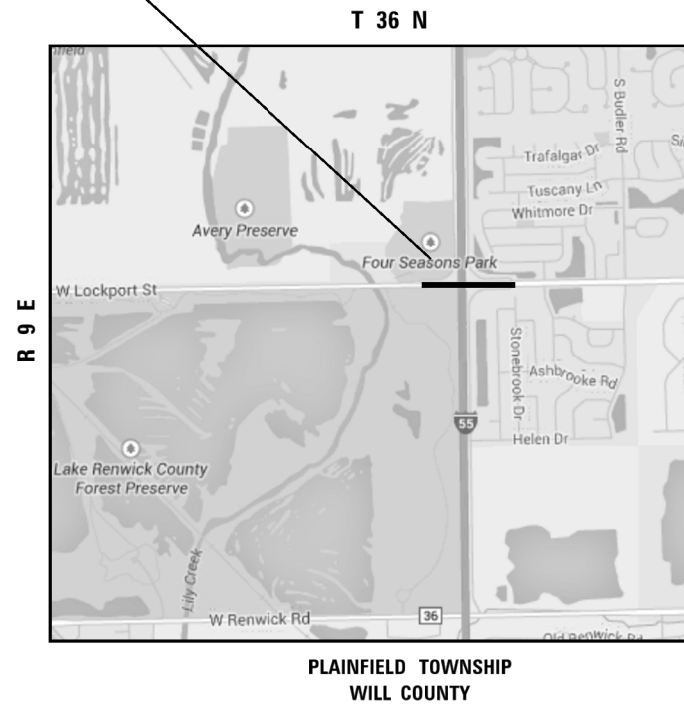 T 36 N
nfield
S Budler Rd
Trafalgar Dr
Tuscany Ln
Whitmore Dr
Avery Preserve
Four Seasons Park
W Lockport St
R 9 E
Stonebrook Dr
Ashbrooke Rd
55
Helen Dr
Lake Renwick County
Forest Preserve
Lily Creek
W Renwick Rd
36
Old Renwick Rd
PLAINFIELD TOWNSHIP
WILL COUNTY